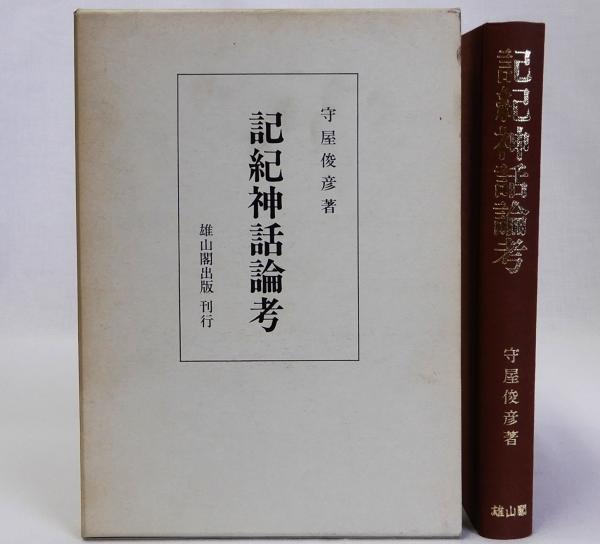 守屋俊彦著
記紀神話論考
雄山閣出版 刊行
記紀神話論考
守屋俊彦著
雄山閣